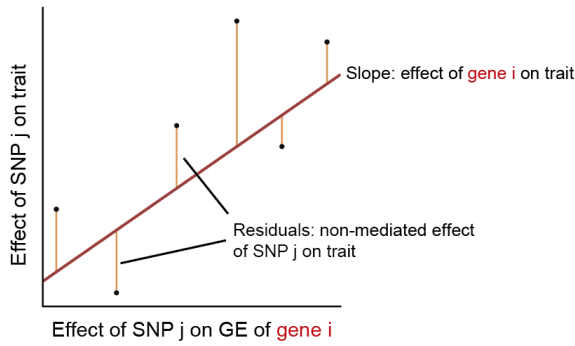 Effect of SNP j on trait
Slope: effect of gene i on trait
Residuals: non-mediated effect
of SNP j on trait
Effect of SNP j on GE of gene i